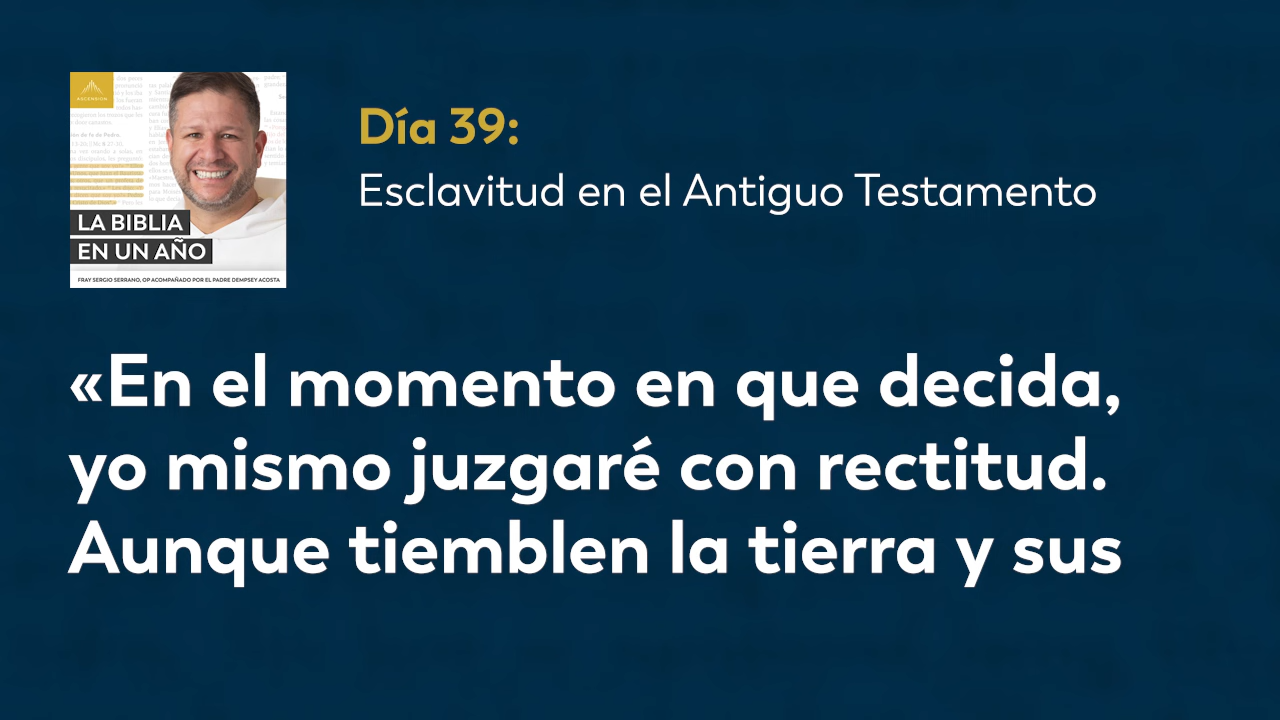 ASCENSION
LA BIBLIA
EN UN AÑO
FRAY SERGIO SERRANO, OP ACOMPAÑADO POR EL PADRE DEMPSEY ACOSTA
Día 39:
Esclavitud en el Antiguo Testamento
«En el momento en que decida,
yo mismo juzgaré con rectitud.
Aunque tiemblen la tierra y sus